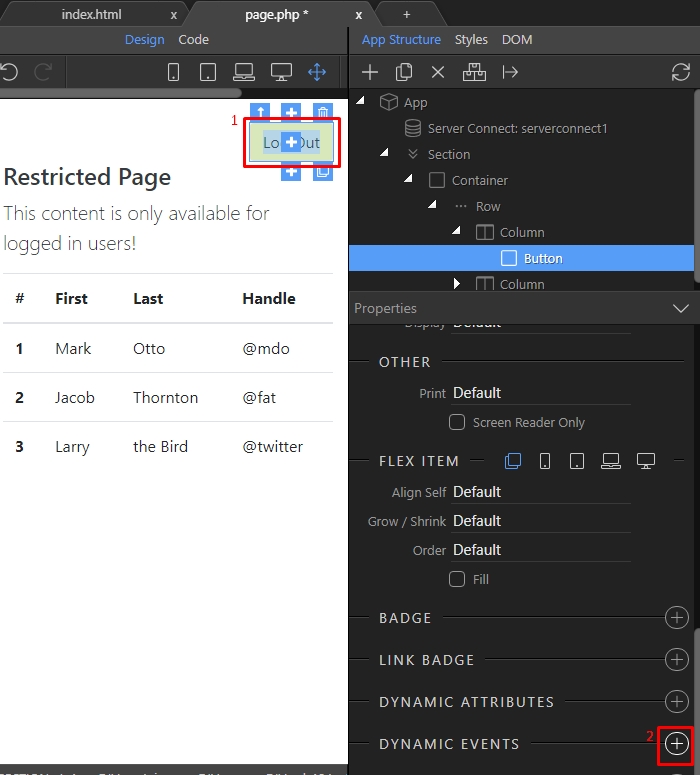 index.html x page.php * x +
Design Code
App Structure Styles DOM
App
1
Server Connect: serverconnect1
Section
Restricted Page
Container
This content is only available for
logged in users!
Row
Column
Button
Column
# First Last Handle
1 Mark Otto @mdo
2 Jacob Thornton @fat
3 Larry the Bird @twitter
Properties
Display Default
OTHER
Print Default
Screen Reader Only
FLEX ITEM
Align Self Default
Grow / Shrink Default
Order Default
Fill
BADGE
LINK BADGE
DYNAMIC ATTRIBUTES
2
DYNAMIC EVENTS